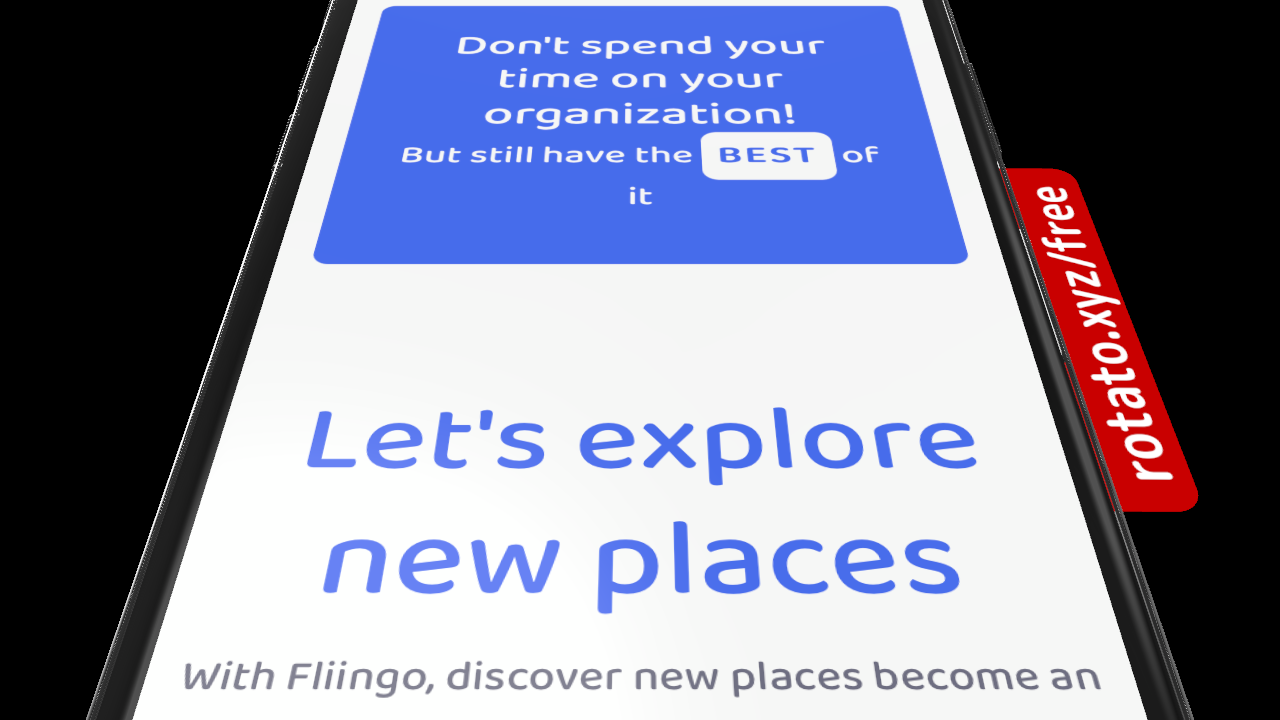 Don't spend your
time on your
organization!
But still have the BEST of
it
rotato.xyz/free
Let's explore
new places
With Fliingo, discover new places become an